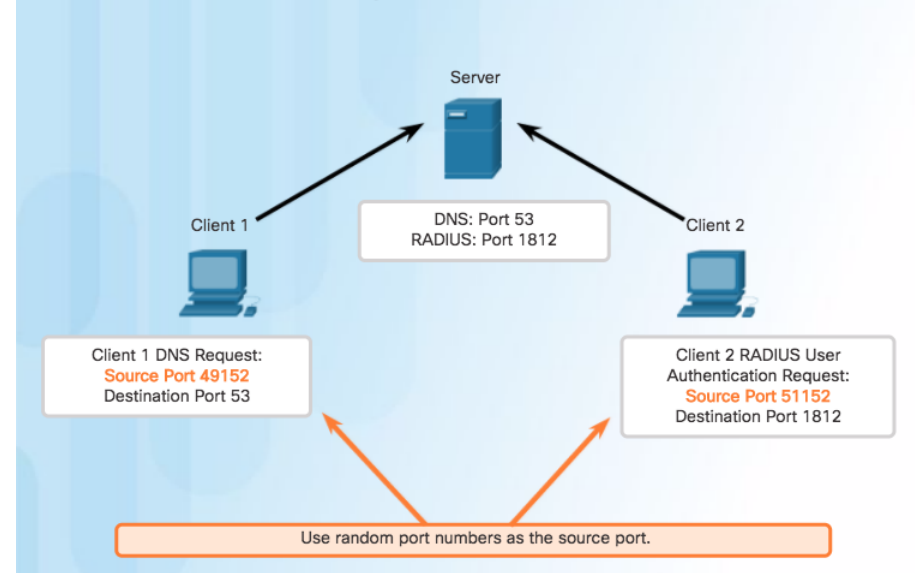 Server
DNS: Port 53
RADIUS: Port 1812
Client 1
Client 2
Client 1 DNS Request:
Source Port 49152
Destination Port 53
Client 2 RADIUS User
Authentication Request:
Source Port 51152
Destination Port 1812
Use random port numbers as the source port.